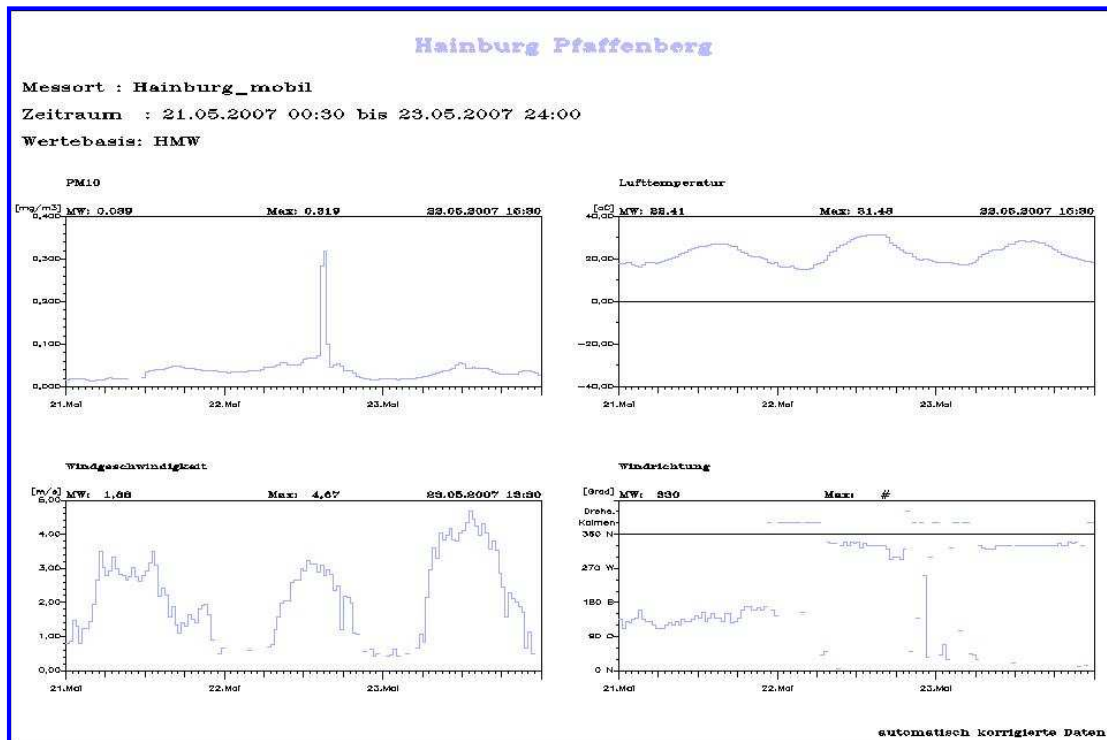 Hainburg Pfaffenberg
Messort : Hainburg_mobil
Zeitraum : 21.05.2007 00:30 bis 23.05.2007 24:00
Wertebasis: HMW
PM10
[mg/m3] MW: 0.039 Max: 0.319 22.05.2007 15:30
0,400
0,300
0,200
0,100
0,000
21.Mai 22.Mai 23.Mai
Lufttemperatur
[oC] MW: 22.41 Max: 31.43 22.05.2007 15:30
40,00
20,00
0,00
-20,00
-40,00
21.Mai 22.Mai 23.Mai
Windgeschwindigkeit
[m/s] MW: 1,88 Max: 4,67 23.05.2007 13:30
5,00
4,00
3,00
2,00
1,00
0,00
21.Mai 22.Mai 23.Mai
Windrichtung
[Grad] MW: 330 Max: #
Drehe.
Kalmen
360 N
270 W
180 S
90 O
0 N
21.Mai 22.Mai 23.Mai
automatisch korrigierte Daten